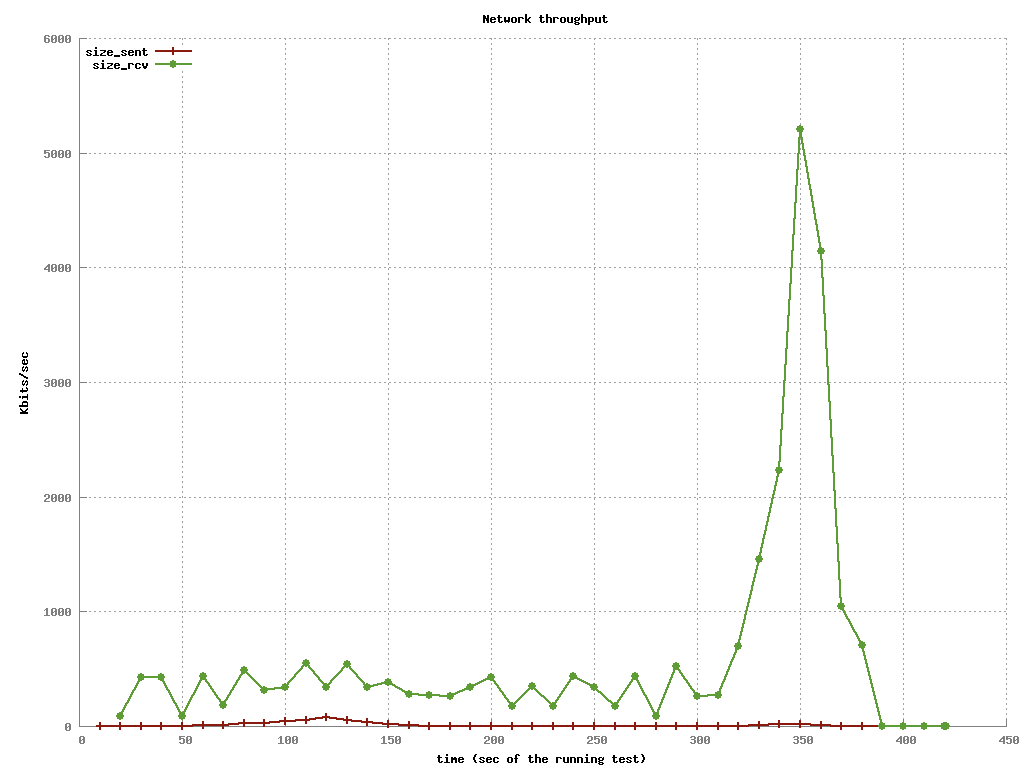 Network throughput
6000
size_sent
size_rcv
5000
4000
3000
2000
1000
0
Kbits/sec
0 50 100 150 200 250 300 350 400 450
time (sec of the running test)